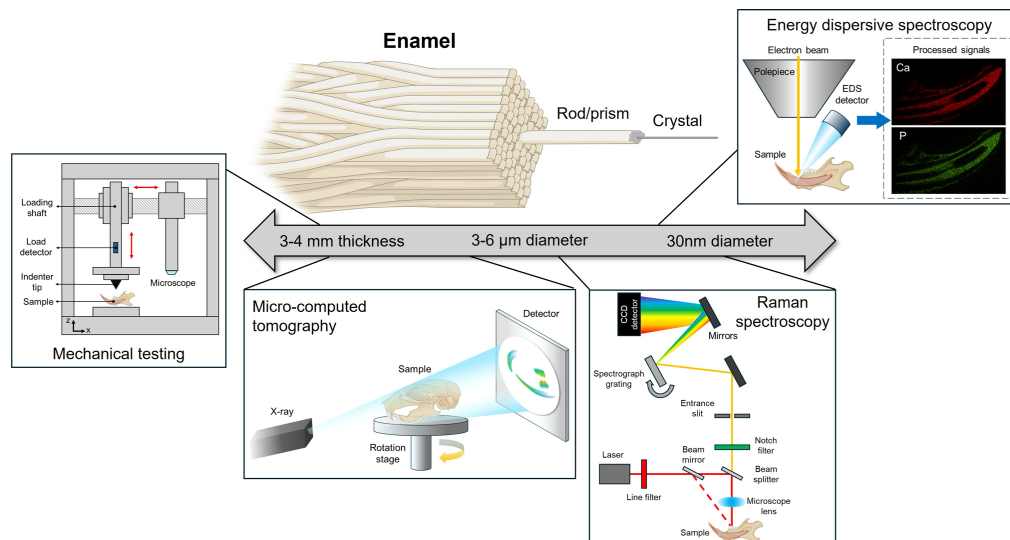 Enamel
Rod/prism
Crystal
Energy dispersive spectroscopy
Electron beam
Processed signals
Polepiece
EDS
detector
Ca
P
Sample
Loading
shaft
Load
detector
Indenter
tip
Sample
Microscope
z
x
Mechanical testing
3-4 mm thickness
3-6 µm diameter
30nm diameter
Micro-computed
tomography
Detector
Sample
X-ray
Rotation
stage
Raman
spectroscopy
CCD
detector
Mirrors
Spectrograph
grating
Entrance
slit
Notch
filter
Beam
mirror
Laser
Beam
splitter
Line filter
Microscope
lens
Sample